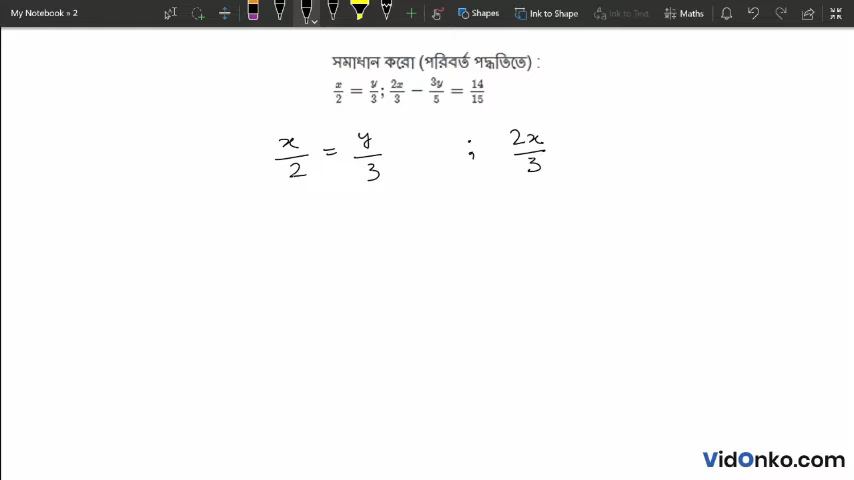 My Notebook » 2
Shapes
Ink to Shape
Ink to Text
Maths
সমাধান করো (পরিবর্ত পদ্ধতিতে) :
x/2 = y/3; 2x/3 − 3y/5 = 14/15
x/2 = y/3 ; 2x/3
VidOnko.com